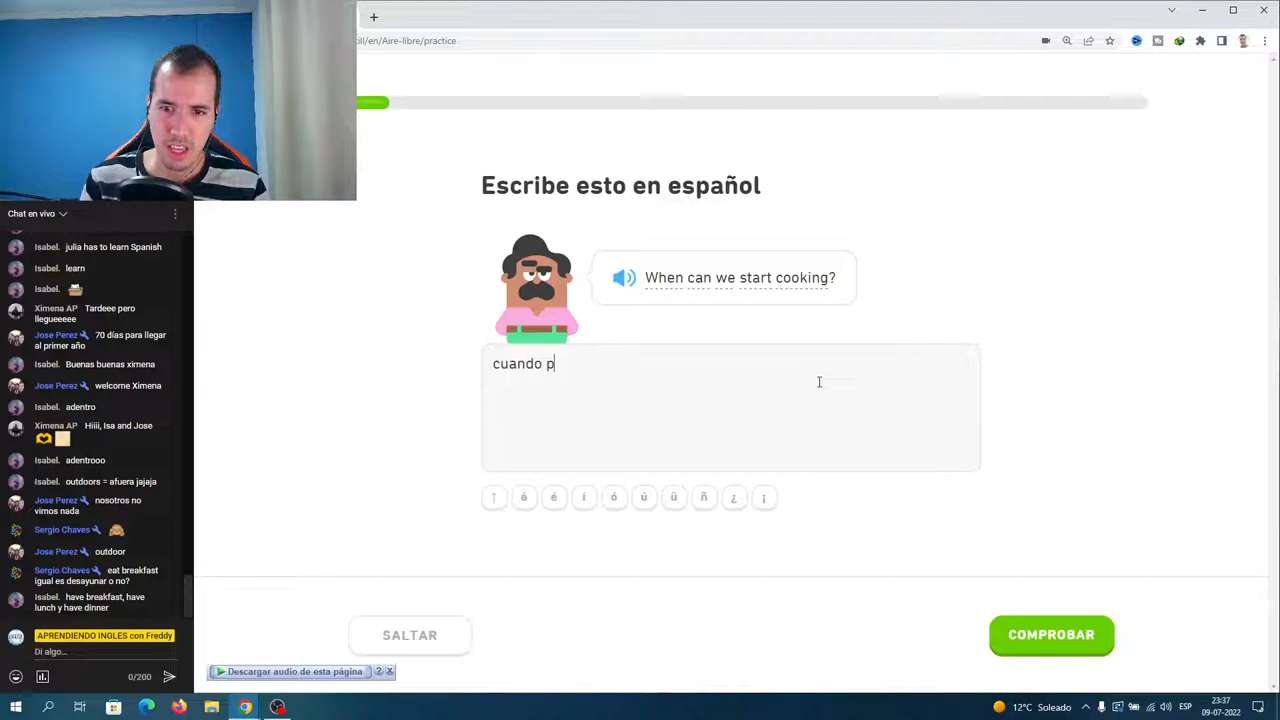 ill/en/Aire-libre/practice
Chat en vivo
Isabel. julia has to learn Spanish
Isabel. learn
Isabel.
Ximena AP Tardeee pero
llegueeeee
Jose Perez 70 días para llegar
al primer año
Isabel. Buenas buenas ximena
Jose Perez welcome Ximena
Isabel. adentro
Ximena AP Hiiii, Isa and Jose
Isabel. adentrooo
Isabel. outdoors = afuera jajaja
Jose Perez nosotros no
vimos nada
Sergio Chaves
Jose Perez outdoor
Sergio Chaves eat breakfast
igual es desayunar o no?
Isabel. have breakfast, have
lunch y have dinner
APRENDIENDO INGLES con Freddy
Di algo...
0/200
Escribe esto en español
When can we start cooking?
cuando p
↑ á é í ó ú ü ñ ¿ ¡
SALTAR
COMPROBAR
Descargar audio de esta página ? X
12°C Soleado
ESP
23:37
09-07-2022